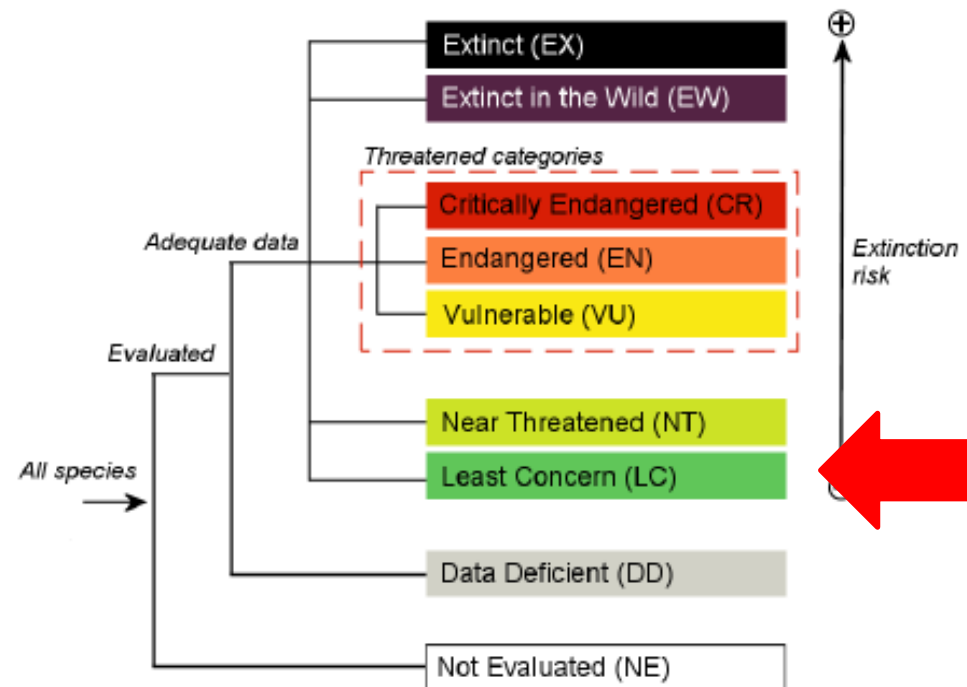 Extinct (EX)
Extinct in the Wild (EW)
Threatened categories
Critically Endangered (CR)
Adequate data
Endangered (EN)
Extinction
risk
Vulnerable (VU)
Evaluated
Near Threatened (NT)
All species
Least Concern (LC)
Data Deficient (DD)
Not Evaluated (NE)